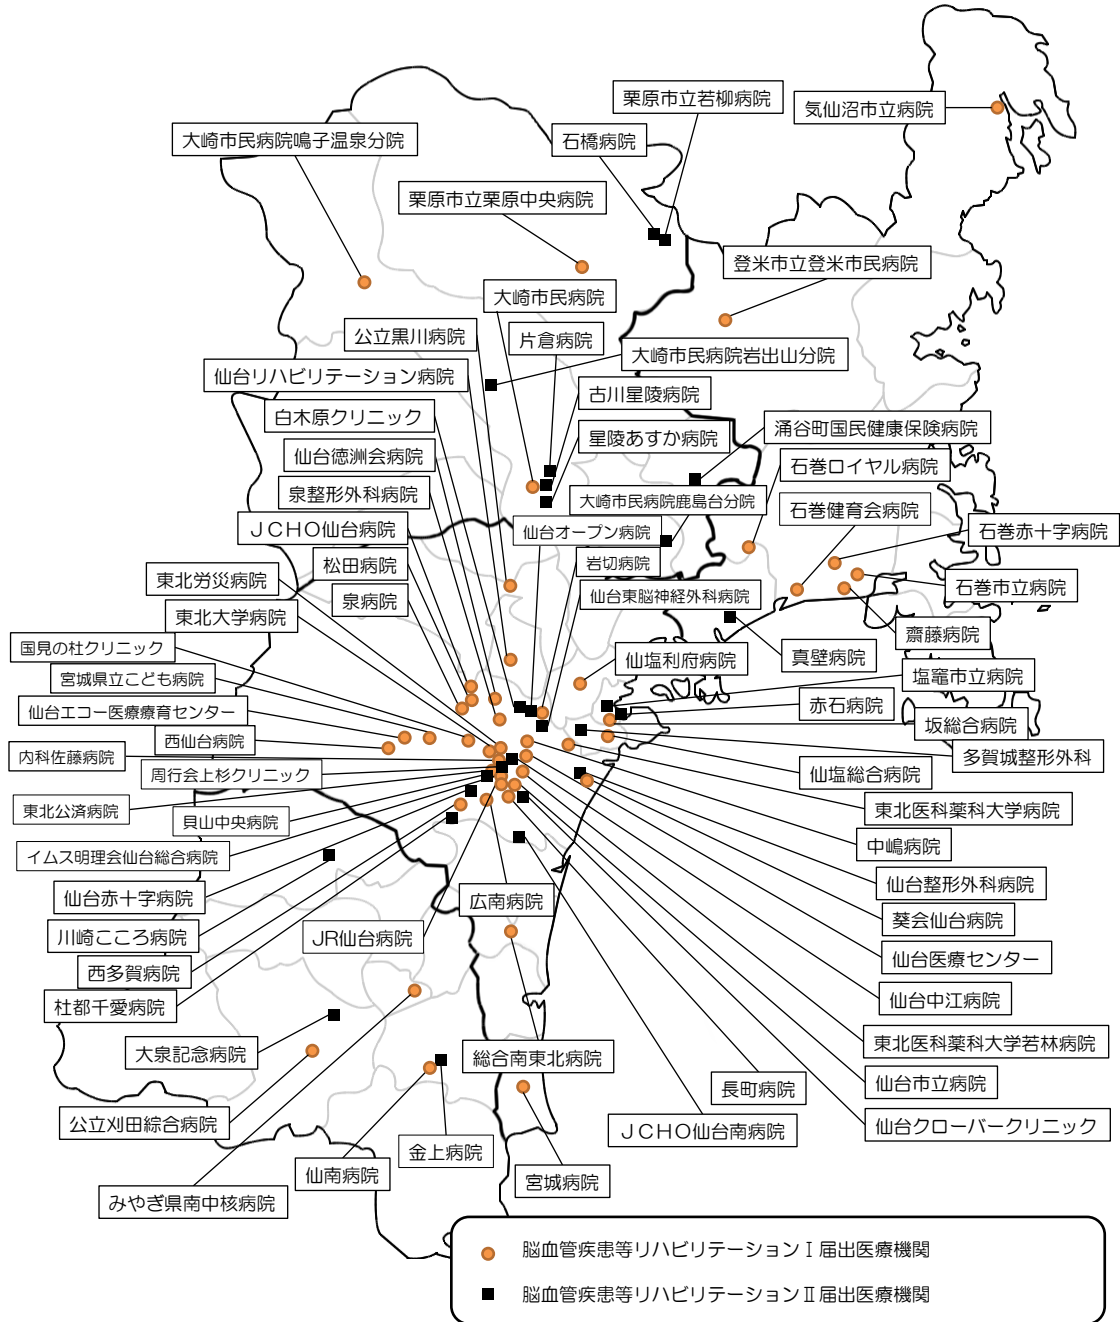 栗原市立若柳病院
気仙沼市立病院
大崎市民病院鳴子温泉分院
石橋病院
栗原市立栗原中央病院
登米市立登米市民病院
大崎市民病院
公立黒川病院
片倉病院
大崎市民病院岩出山分院
仙台リハビリテーション病院
古川星陵病院
白木原クリニック
星陵あすか病院
涌谷町国民健康保険病院
仙台徳洲会病院
石巻ロイヤル病院
泉整形外科病院
大崎市民病院鹿島台分院
石巻健育会病院
JCHO仙台病院
仙台オープン病院
石巻赤十字病院
松田病院
岩切病院
東北労災病院
石巻市立病院
泉病院
仙台東脳神経外科病院
東北大学病院
齋藤病院
国見の杜クリニック
仙塩利府病院
真壁病院
宮城県立こども病院
塩竈市立病院
赤石病院
仙台エコー医療療育センター
坂総合病院
西仙台病院
多賀城整形外科
内科佐藤病院
周行会上杉クリニック
仙塩総合病院
東北公済病院
貝山中央病院
東北医科薬科大学病院
中嶋病院
イムス明理会仙台総合病院
仙台整形外科病院
仙台赤十字病院
広南病院
葵会仙台病院
川崎こころ病院
JR仙台病院
仙台医療センター
西多賀病院
杜都千愛病院
仙台中江病院
大泉記念病院
総合南東北病院
東北医科薬科大学若林病院
長町病院
仙台市立病院
公立刈田綜合病院
JCHO仙台南病院
仙台クローバークリニック
金上病院
仙南病院
宮城病院
みやぎ県南中核病院
脳血管疾患等リハビリテーションⅠ届出医療機関
脳血管疾患等リハビリテーションⅡ届出医療機関